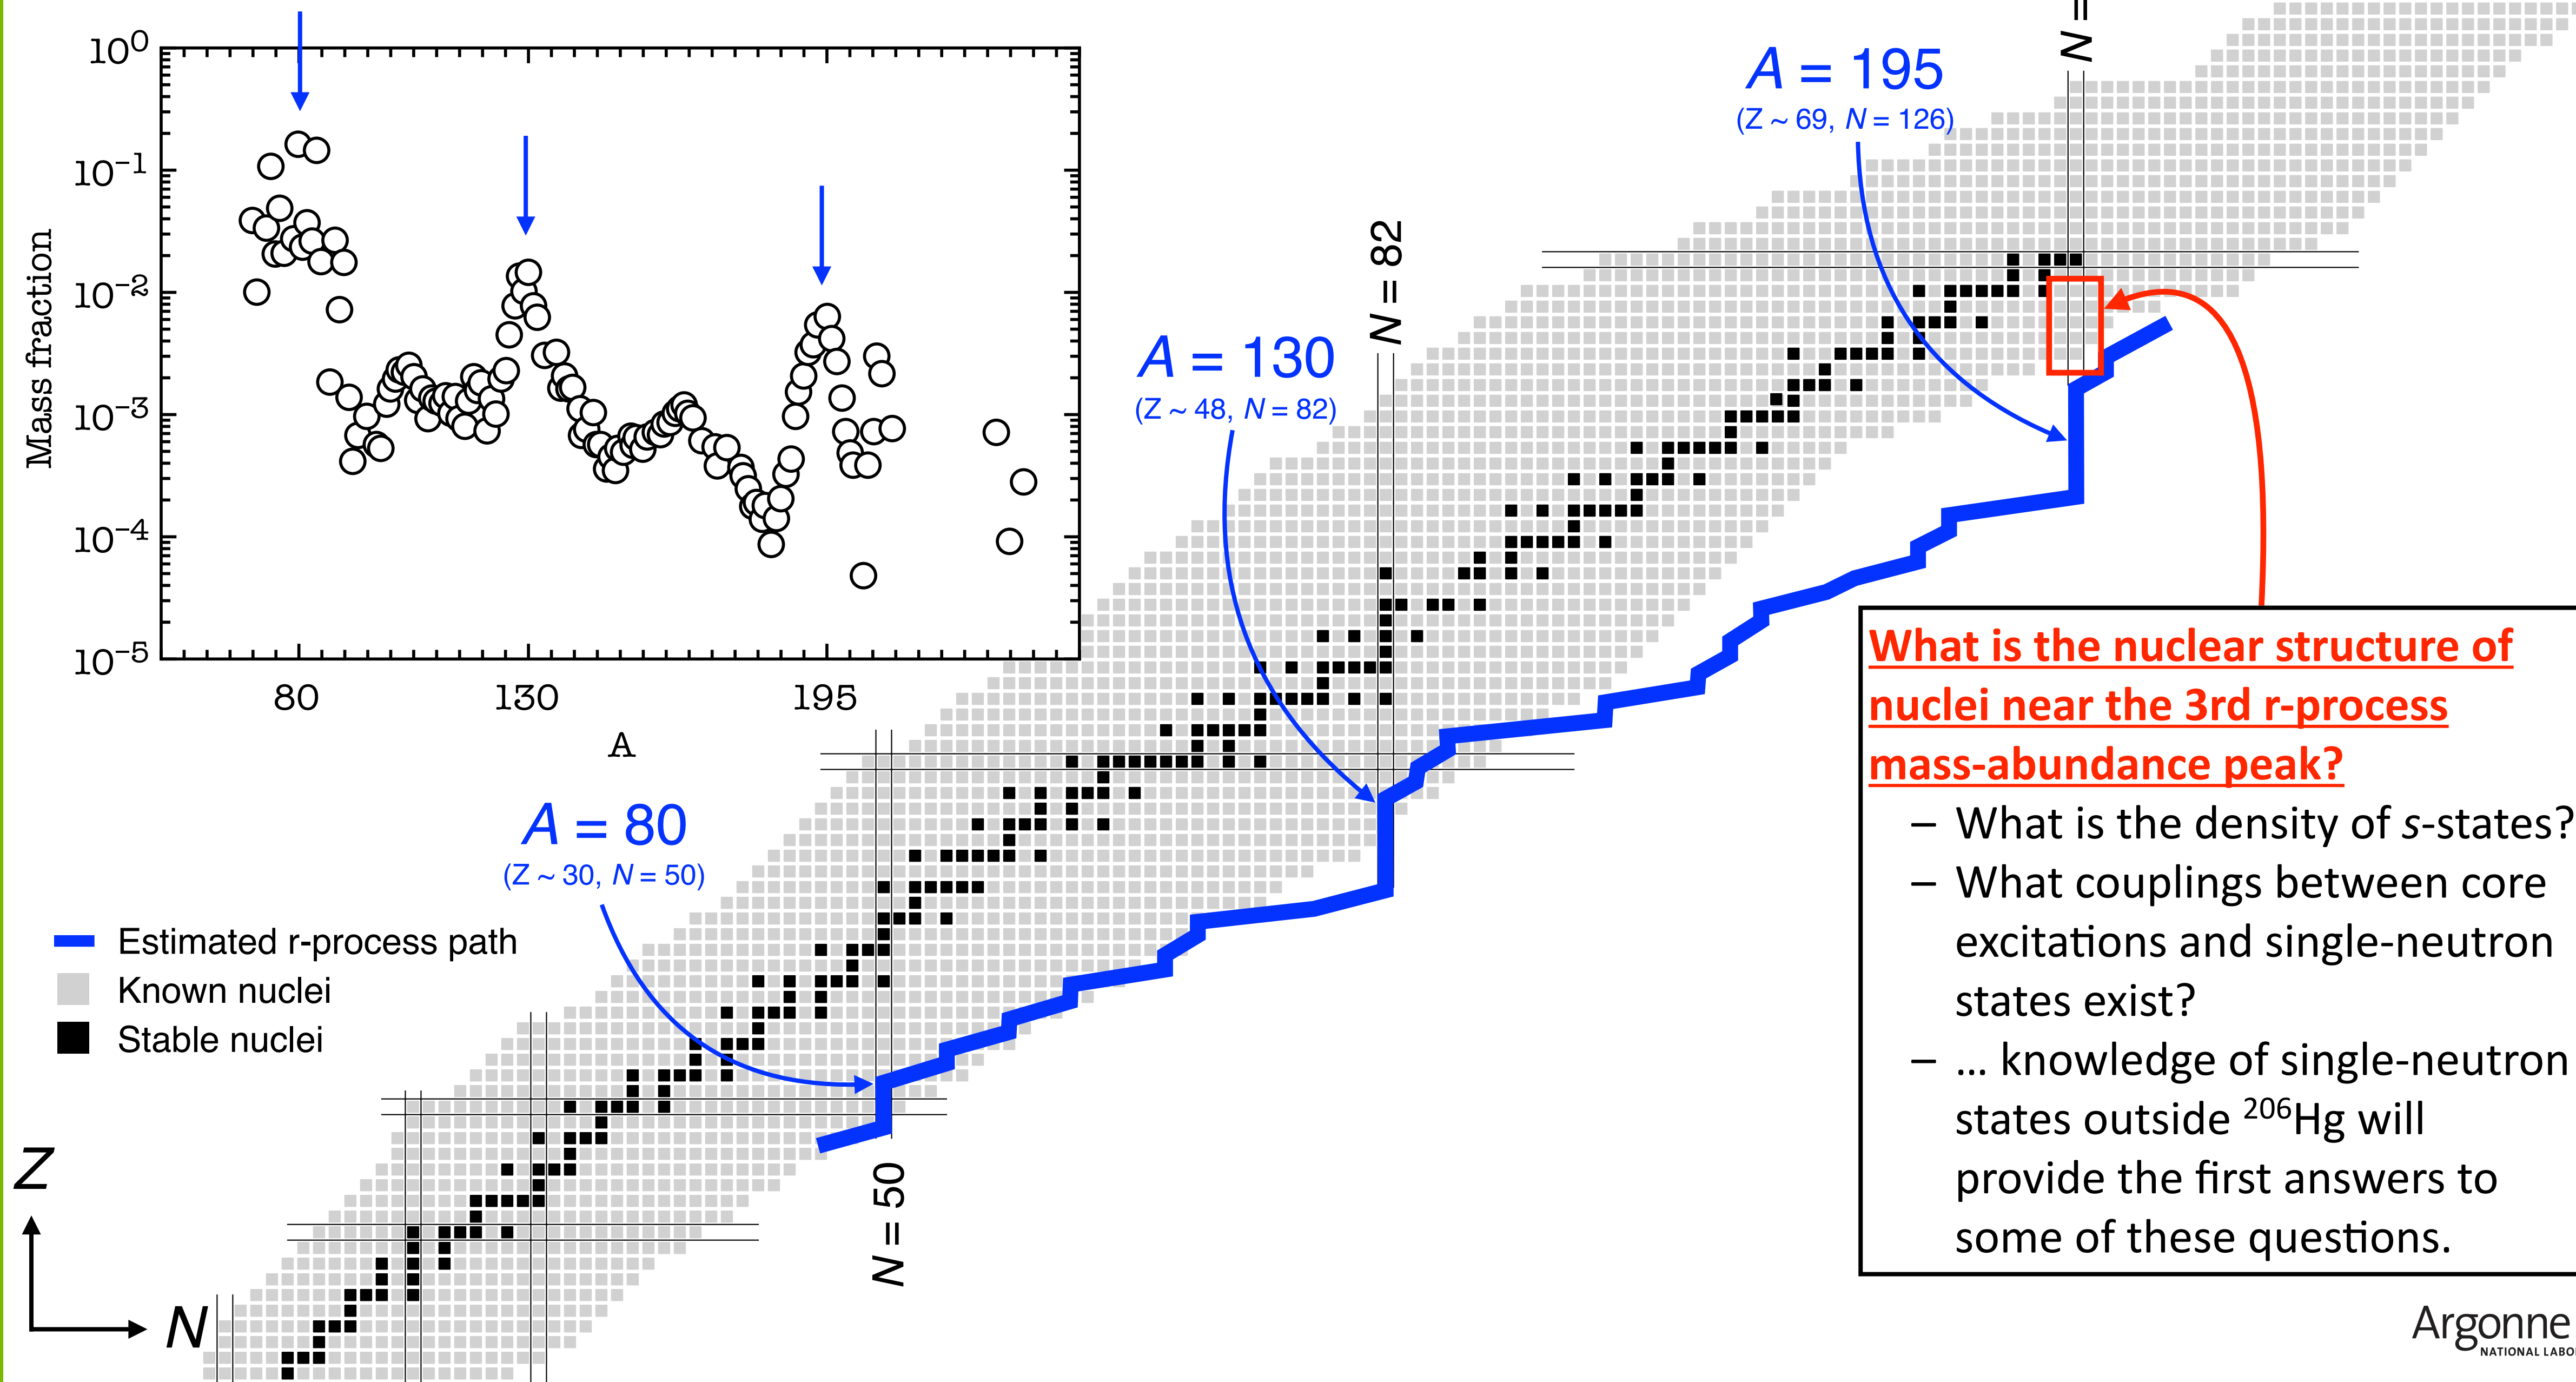 10⁰
10⁻¹
10⁻²
10⁻³
10⁻⁴
10⁻⁵
Mass fraction
80
130
195
A
A = 195
(Z ~ 69, N = 126)
N =
A = 130
(Z ~ 48, N = 82)
N = 82
A = 80
(Z ~ 30, N = 50)
N = 50
Estimated r-process path
Known nuclei
Stable nuclei
Z
N
What is the nuclear structure of
nuclei near the 3rd r-process
mass-abundance peak?
– What is the density of s-states?
– What couplings between core
excitations and single-neutron
states exist?
– ... knowledge of single-neutron
states outside ²⁰⁶Hg will
provide the first answers to
some of these questions.
Argonne
NATIONAL LABO